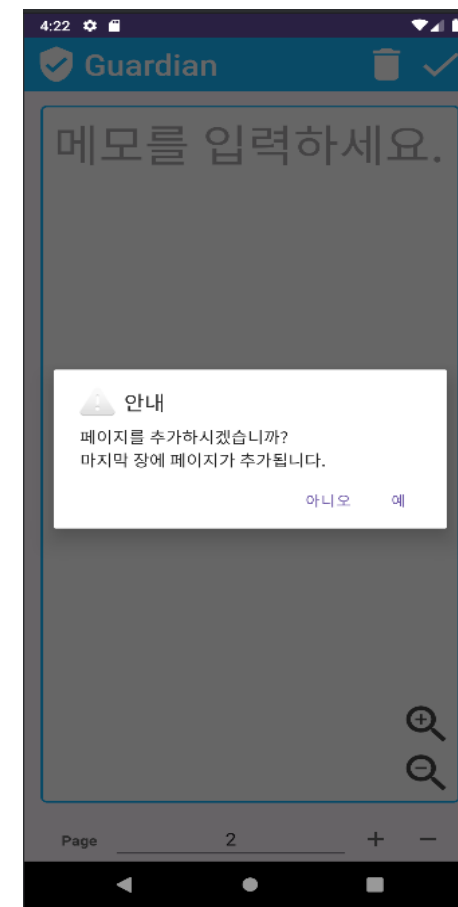 4:22
Guardian
메모를 입력하세요.
안내
페이지를 추가하시겠습니까?
마지막 장에 페이지가 추가됩니다.
아니오 예
Page 2 + −